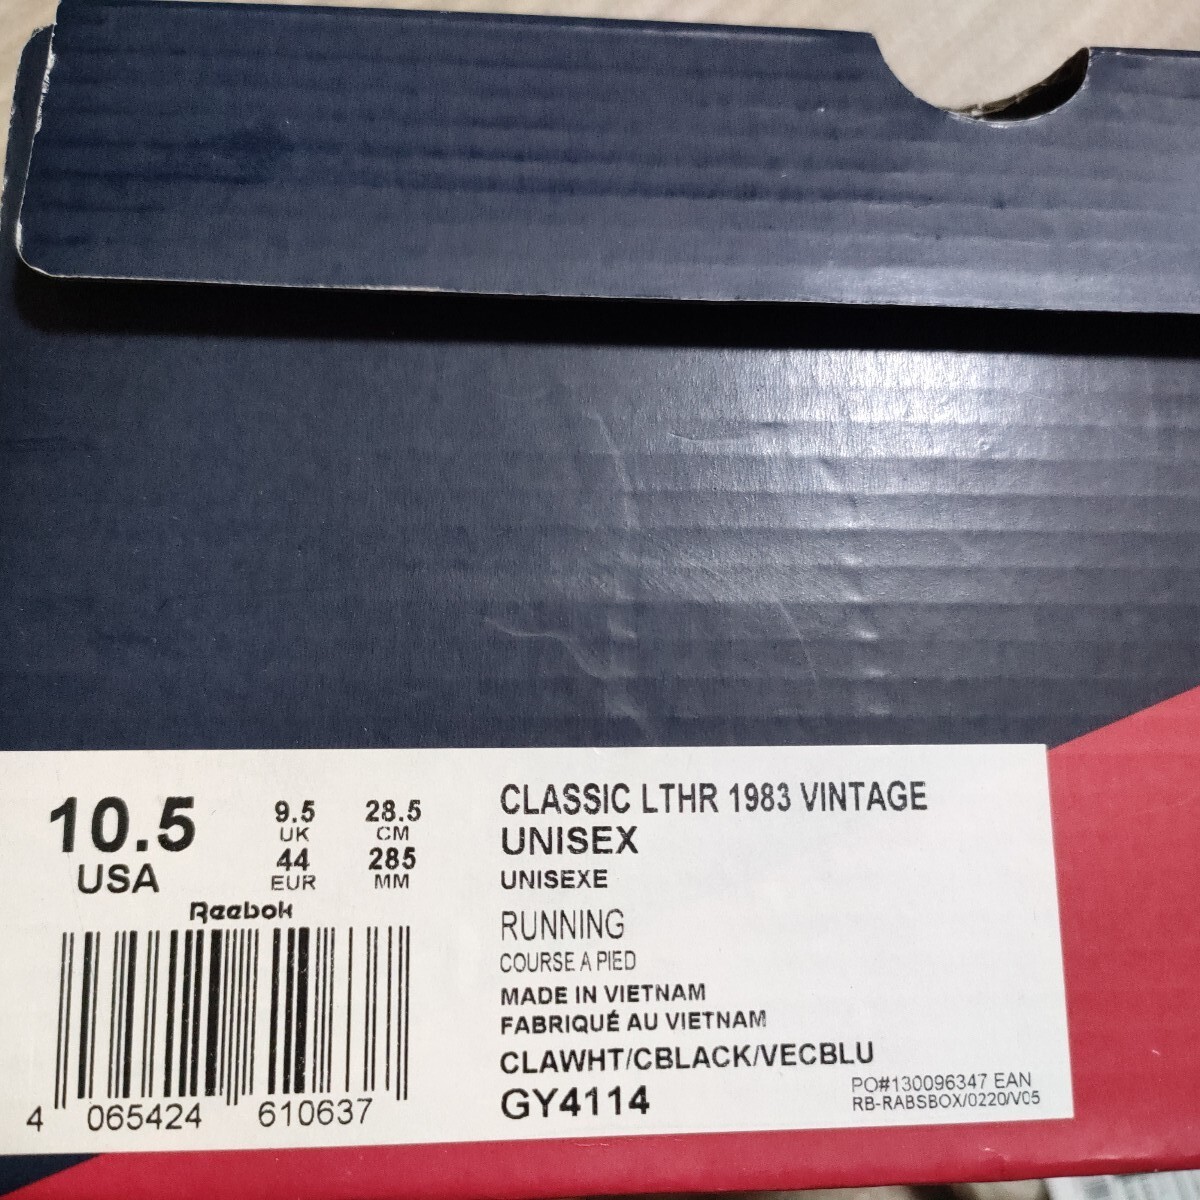 10.5
USA
9.5
UK
44
EUR
28.5
CM
285
MM
Reebok
4 065424 610637
CLASSIC LTHR 1983 VINTAGE
UNISEX
UNISEXE
RUNNING
COURSE A PIED
MADE IN VIETNAM
FABRIQUÉ AU VIETNAM
CLAWHT/CBLACK/VECBLU
GY4114
PO#130096347 EAN
RB-RABSBOX/0220/V05